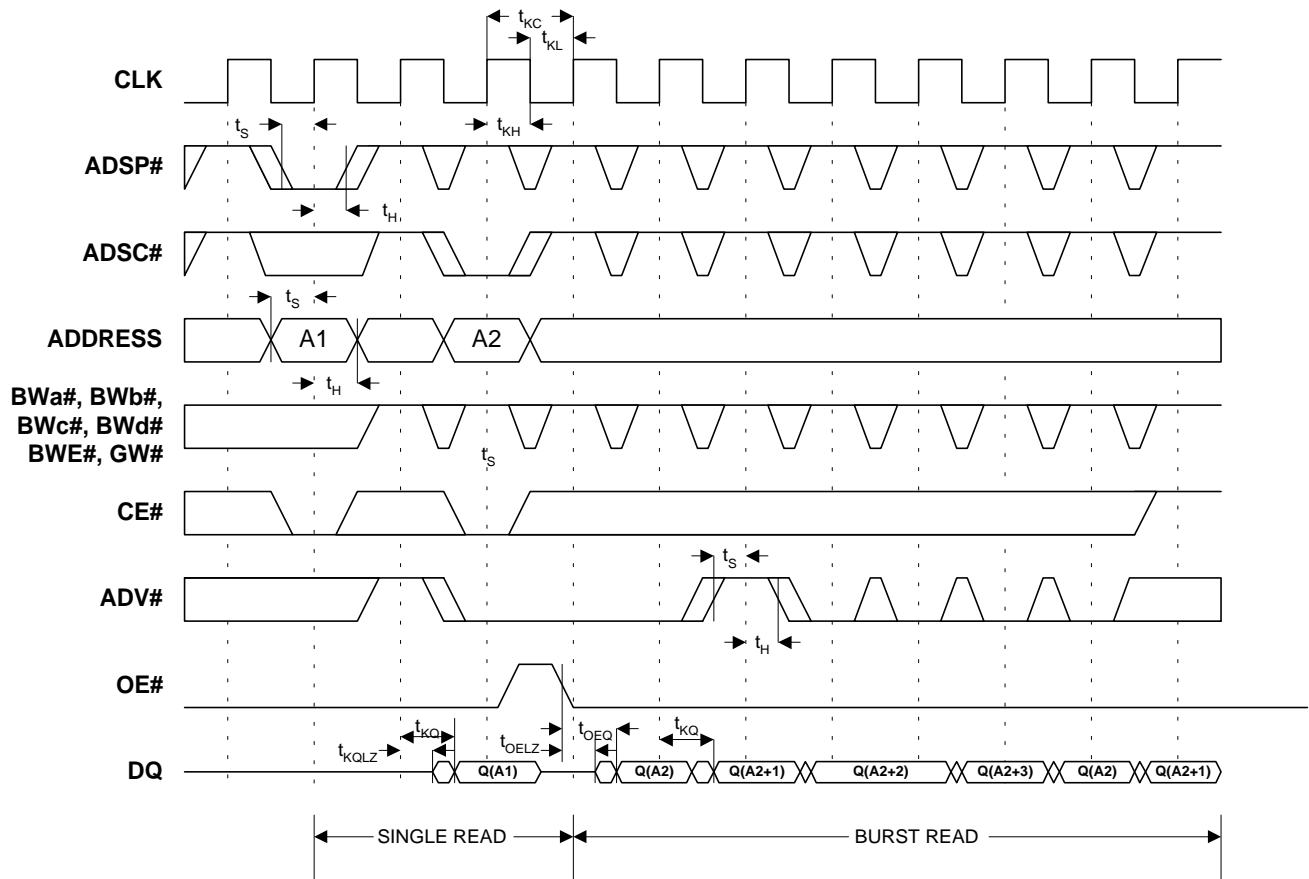 tKC
tKL
CLK
tS
tKH
ADSP#
tH
ADSC#
tS
ADDRESS A1 A2
tH
BWa#, BWb#,
BWc#, BWd#
BWE#, GW#
tS
CE#
tS
ADV#
tH
OE#
tKQ tOEQ tKQ
tKQLZ tOELZ
DQ Q(A1) Q(A2) Q(A2+1) Q(A2+2) Q(A2+3) Q(A2) Q(A2+1)
SINGLE READ BURST READ